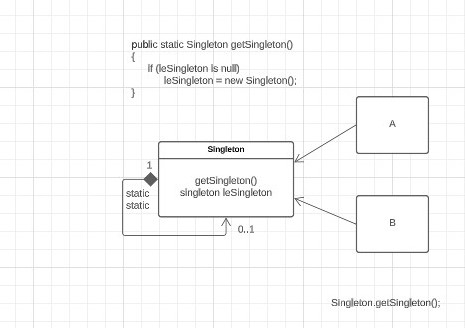 public static Singleton getSingleton()
{
If (leSingleton Is null)
leSingleton = new Singleton();
}
A
Singleton
1
getSingleton()
static
singleton leSingleton
static
B
0..1
Singleton.getSingleton();